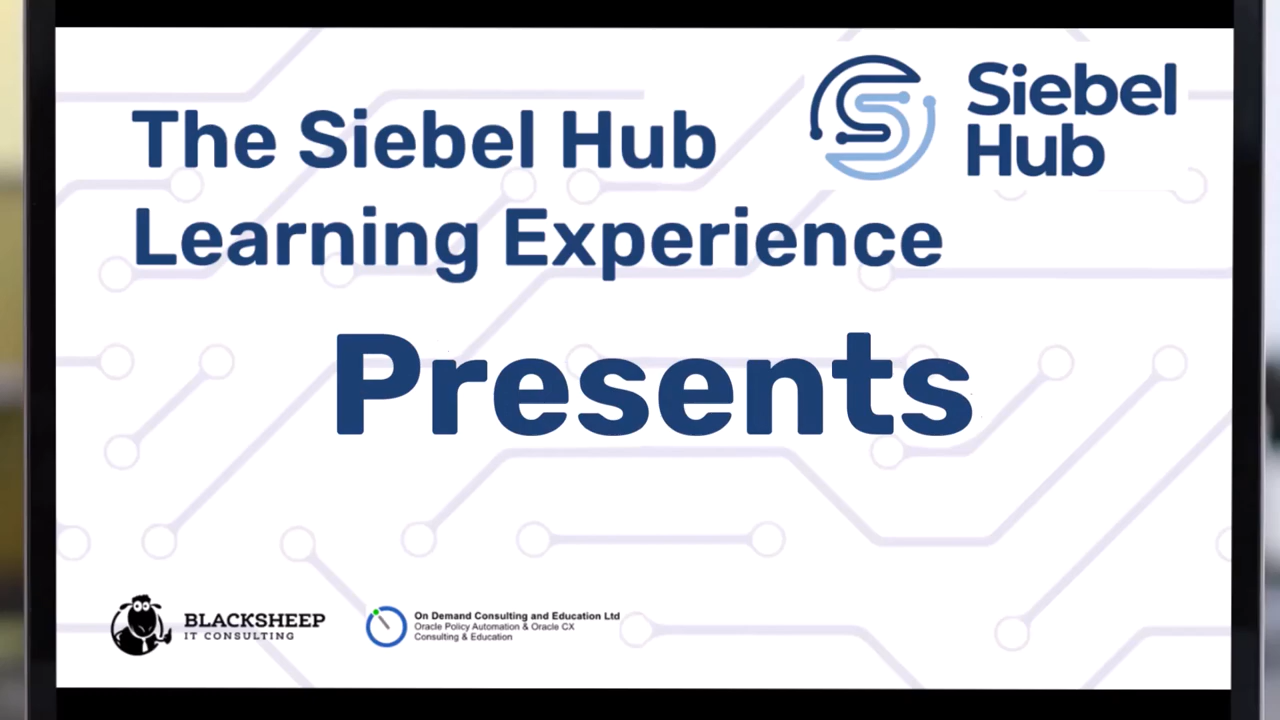 The Siebel Hub
Learning Experience
Presents
Siebel
Hub
BLACKSHEEP
IT CONSULTING
On Demand Consulting and Education Ltd
Oracle Policy Automation & Oracle CX
Consulting & Education